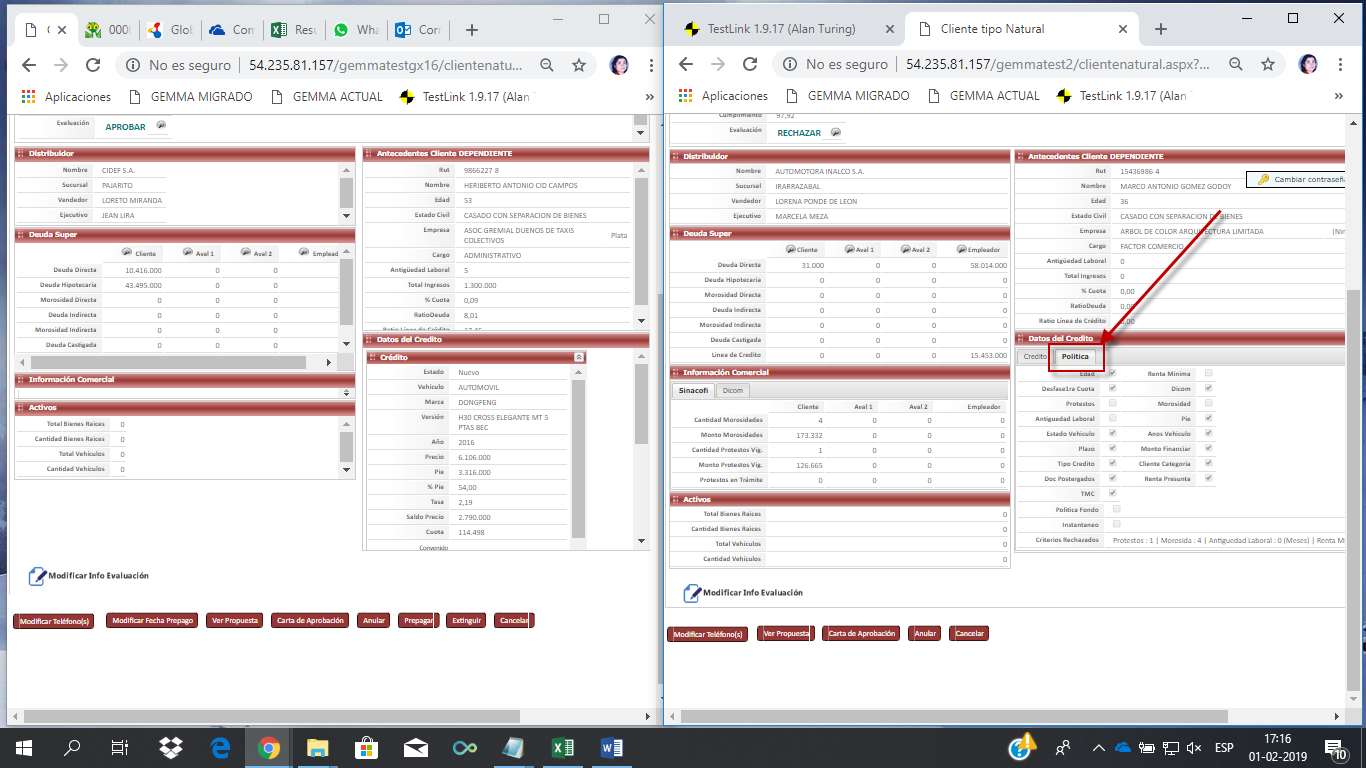 0000
Glob
Con
Resu
Wha
Corr
No es seguro
54.235.81.157/gemmatestgx16/clientenatu...
Aplicaciones
GEMMA MIGRADO
GEMMA ACTUAL
TestLink 1.9.17 (Alan
»
Evaluación
APROBAR
Distribuidor
Nombre CIDEF S.A.
Sucursal PAJARITO
Vendedor LORETO MIRANDA
Ejecutivo JEAN LIRA
Deuda Super
Cliente Aval 1 Aval 2 Emplead
Deuda Directa 10.416.000 0 0
Deuda Hipotecaria 43.495.000 0 0
Morosidad Directa 0 0 0
Deuda Indirecta 0 0 0
Morosidad Indirecta 0 0 0
Deuda Castigada 0 0 0
Información Comercial
Activos
Total Bienes Raices 0
Cantidad Bienes Raices 0
Total Vehículos 0
Cantidad Vehículos 0
Antecedentes Cliente DEPENDIENTE
Rut 9866227 8
Nombre HERIBERTO ANTONIO CID CAMPOS
Edad 53
Estado Civil CASADO CON SEPARACION DE BIENES
Empresa ASOC GREMIAL DUENOS DE TAXIS COLECTIVOS Plata
Cargo ADMINISTRATIVO
Antigüedad Laboral 5
Total Ingresos 1.300.000
% Cuota 0,09
RatioDeuda 8,01
Ratio Línea de Crédito 17,45
Datos del Credito
Crédito
Estado Nuevo
Vehículo AUTOMOVIL
Marca DONGFENG
Versión H30 CROSS ELEGANTE MT 5 PTAS BEC
Año 2016
Precio 6.106.000
Pie 3.316.000
% Pie 54,00
Tasa 2,19
Saldo Precio 2.790.000
Cuota 114.498
Convenido
Modificar Info Evaluación
Modificar Teléfono(s) Modificar Fecha Prepago Ver Propuesta Carta de Aprobación Anular Prepagar Extinguir Cancelar
TestLink 1.9.17 (Alan Turing)
Cliente tipo Natural
No es seguro
54.235.81.157/gemmatest2/clientenatural.aspx?...
Aplicaciones
GEMMA MIGRADO
GEMMA ACTUAL
TestLink 1.9.17 (Alan
»
Cumplimiento 97,92
Evaluación RECHAZAR
Distribuidor
Nombre AUTOMOTORA INALCO S.A.
Sucursal IRARRAZABAL
Vendedor LORENA PONDE DE LEON
Ejecutivo MARCELA MEZA
Deuda Super
Cliente Aval 1 Aval 2 Empleador
Deuda Directa 31.000 0 0 58.014.000
Deuda Hipotecaria 0 0 0 0
Morosidad Directa 0 0 0 0
Deuda Indirecta 0 0 0 0
Morosidad Indirecta 0 0 0 0
Deuda Castigada 0 0 0 0
Linea de Credito 0 0 0 15.453.000
Información Comercial
Sinacofi Dicom
Cliente Aval 1 Aval 2 Empleador
Cantidad Morosidades 4 0 0 0
Monto Morosidades 173.332 0 0 0
Cantidad Protestos Vig. 1 0 0 0
Monto Protestos Vig. 126.665 0 0 0
Protestos en Trámite 0 0 0 0
Activos
Total Bienes Raices 0
Cantidad Bienes Raices 0
Total Vehículos 0
Cantidad Vehículos 0
Antecedentes Cliente DEPENDIENTE
Rut 15436986 4
Cambiar contraseña
Nombre MARCO ANTONIO GOMEZ GODOY
Edad 36
Estado Civil CASADO CON SEPARACION DE BIENES
Empresa ARBOL DE COLOR ARQUITECTURA LIMITADA (Nin
Cargo FACTOR COMERCIO
Antigüedad Laboral 0
Total Ingresos 0
% Cuota 0,00
RatioDeuda 0,00
Ratio Línea de Crédito 0,00
Datos del Credito
Credito Política
Edad Renta Minima
Desfase1ra Cuota Dicom
Protestos Morosidad
Antiguedad Laboral Pie
Estado Vehiculo Anos Vehiculo
Plazo Monto Financiar
Tipo Credito Cliente Categoria
Doc Postergados Renta Presunta
TMC
Politica Fondo
Instantaneo
Criterios Rechazados Protestos : 1 | Morosida : 4 | Antiguedad Laboral : 0 (Meses) | Renta Mi
Modificar Info Evaluación
Modificar Teléfono(s) Ver Propuesta Carta de Aprobación Anular Cancelar
ESP
17:16
01-02-2019
10